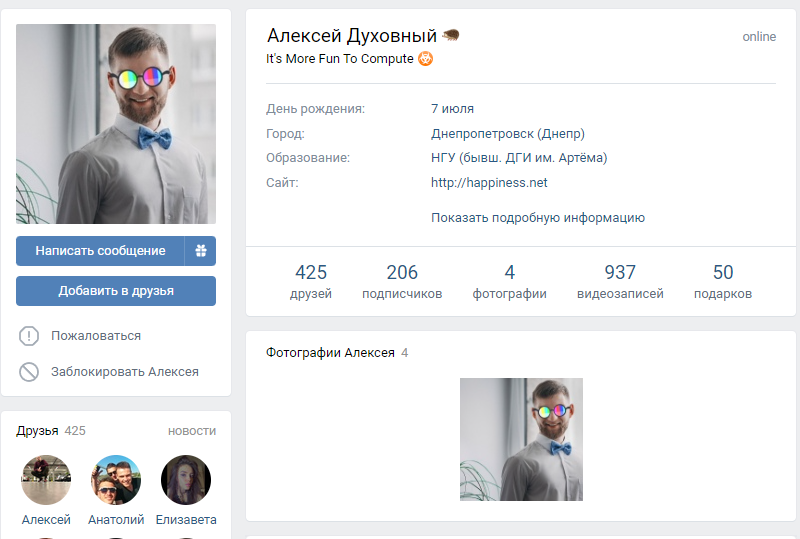 Алексей Духовный
online
It's More Fun To Compute
День рождения: 7 июля
Город: Днепропетровск (Днепр)
Образование: НГУ (бывш. ДГИ им. Артёма)
Сайт: http://happiness.net
Показать подробную информацию
425 206 4 937 50
друзей подписчиков фотографии видеозаписей подарков
Написать сообщение
Добавить в друзья
Пожаловаться
Заблокировать Алексея
Фотографии Алексея 4
Друзья 425 новости
Алексей Анатолий Елизавета